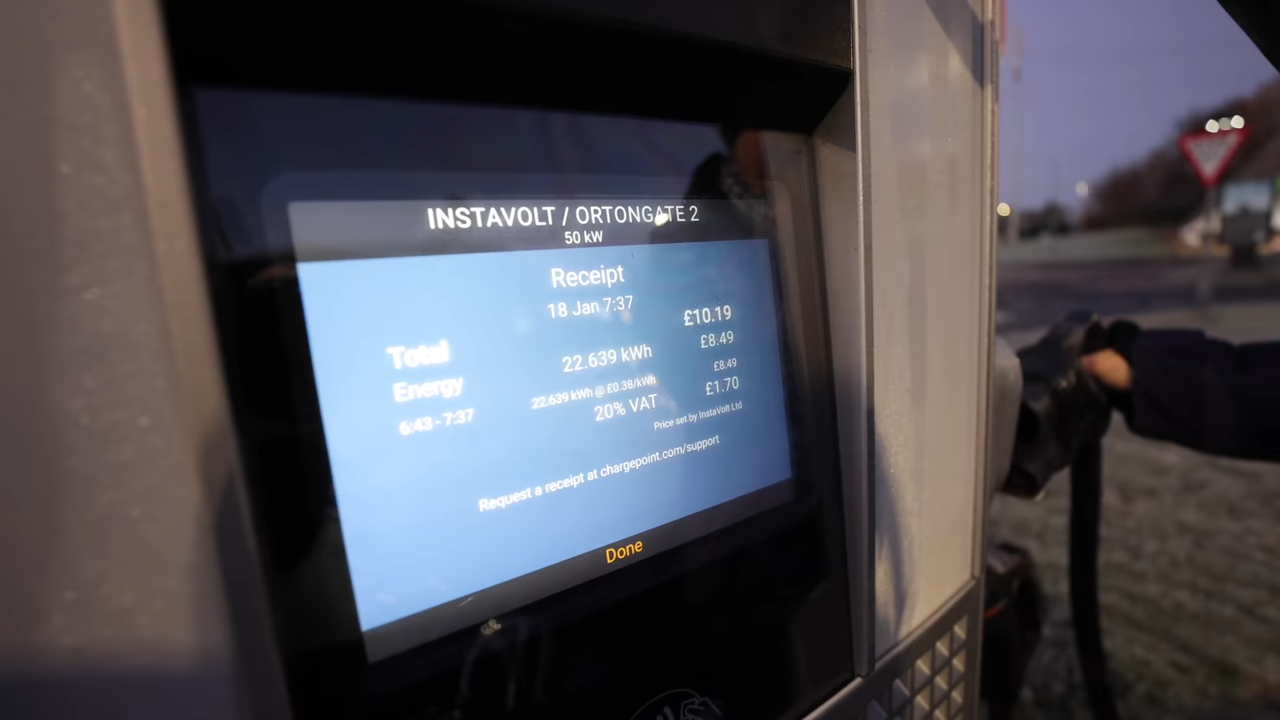 INSTAVOLT / ORTONGATE 2
50 kW
Receipt
18 Jan 7:37
Total £10.19
Energy 22.639 kWh £8.49
6:43 - 7:37 22.639 kWh @ £0.38/kWh £8.49
20% VAT £1.70
Price set by InstaVolt Ltd
Request a receipt at chargepoint.com/support
Done